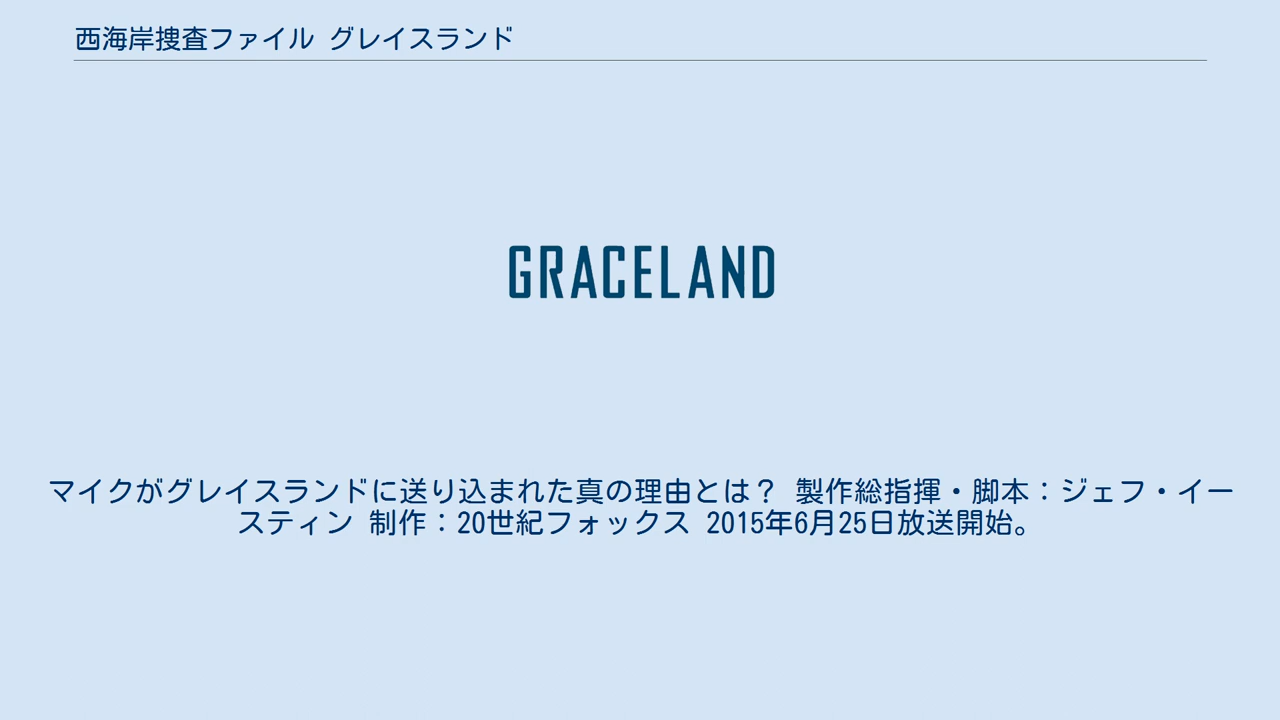 西海岸捜査ファイル グレイスランド
GRACELAND
マイクがグレイスランドに送り込まれた真の理由とは？ 製作総指揮・脚本：ジェフ・イー
スティン 制作：20世紀フォックス 2015年6月25日放送開始。